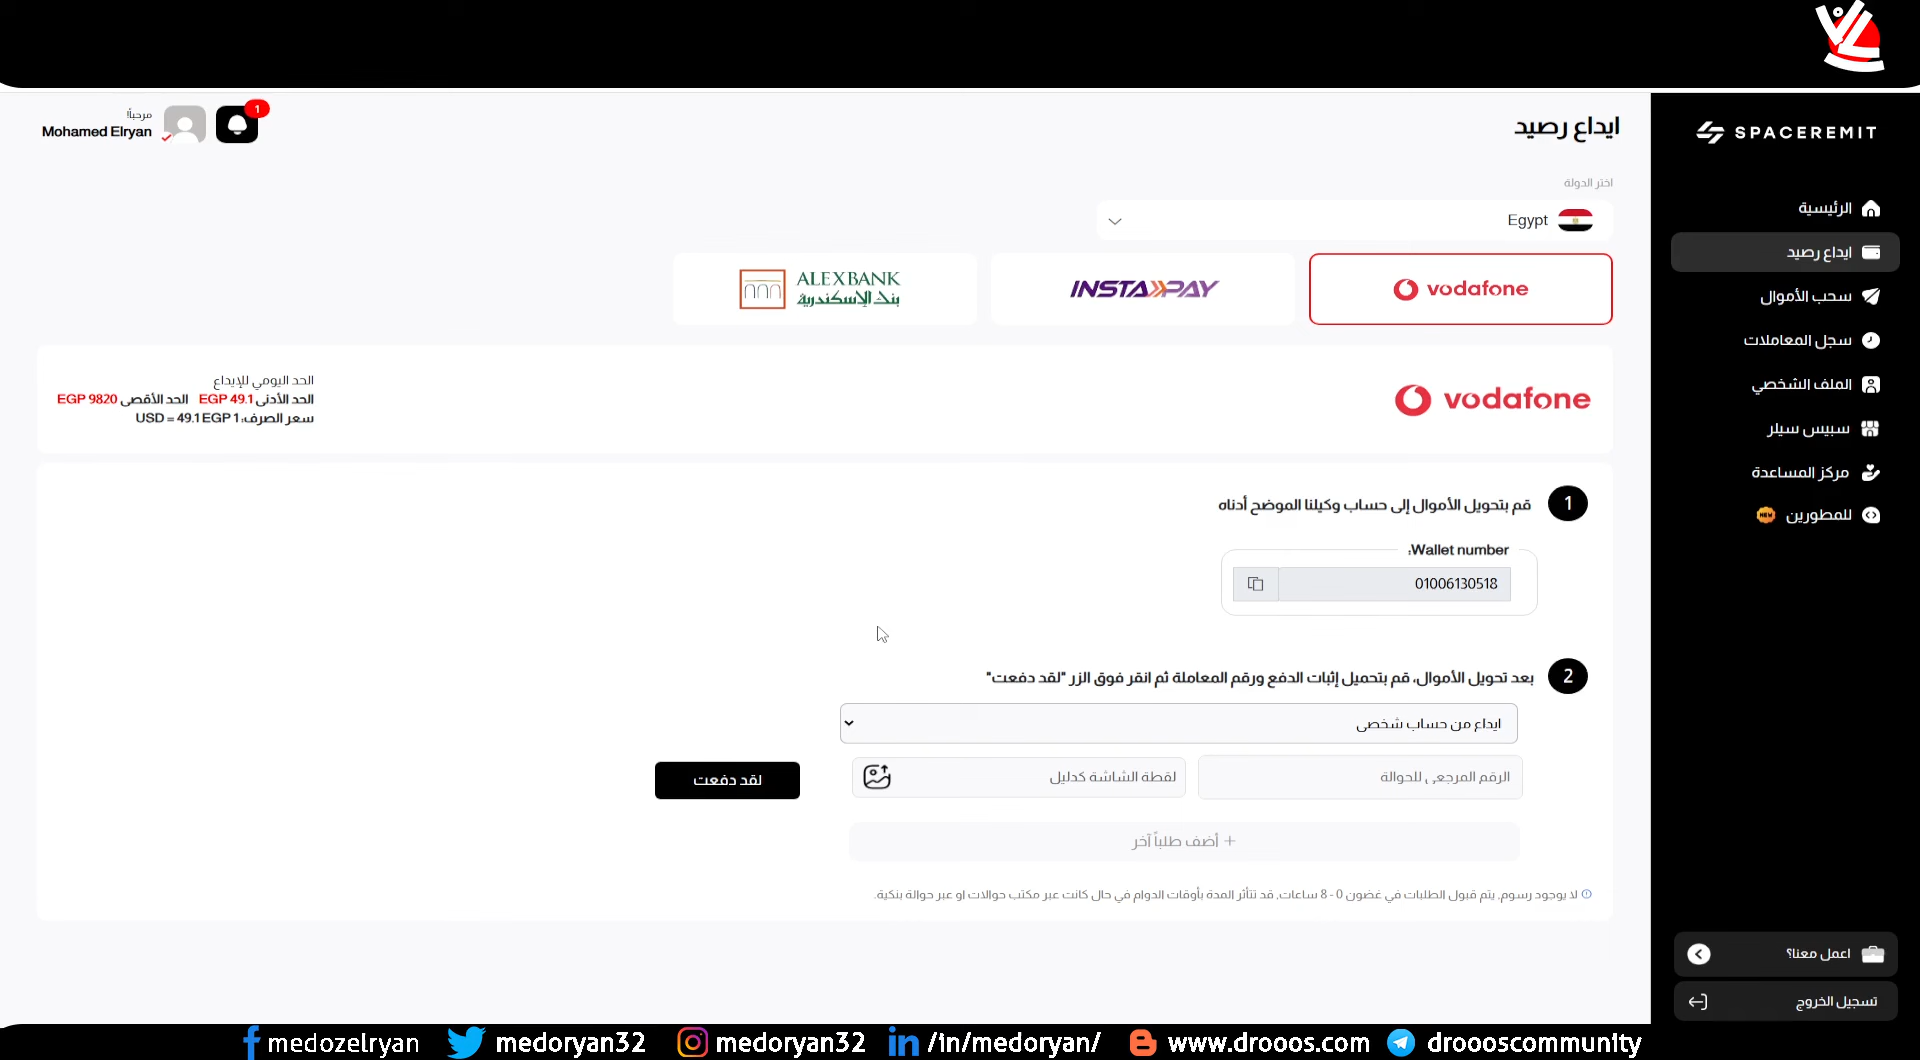 مرحباً!
Mohamed Elryan
1
ايداع رصيد
SPACEREMIT
الرئيسية
ايداع رصيد
سحب الأموال
سجل المعاملات
الملف الشخصي
سبيس سيلر
مركز المساعدة
للمطورين NEW
اعمل معنا؟
تسجيل الخروج
اختر الدولة
Egypt
vodafone
INSTAPAY
ALEXBANK
بنك الإسكندرية
vodafone
الحد اليومي للإيداع
الحد الأدنى EGP 49.1 الحد الأقصى EGP 9820
سعر الصرف: 1 USD = 49.1 EGP
1 قم بتحويل الأموال إلى حساب وكيلنا الموضح أدناه
Wallet number:
01006130518
2 بعد تحويل الأموال، قم بتحميل إثبات الدفع ورقم المعاملة ثم انقر فوق الزر "لقد دفعت"
ايداع من حساب شخصي
الرقم المرجعي للحوالة
لقطة الشاشة كدليل
لقد دفعت
+ أضف طلباً آخر
لا يوجود رسوم, يتم قبول الطلبات في غضون 0 - 8 ساعات, قد تتأثر المدة بأوقات الدوام في حال كانت عبر مكتب حوالات او عبر حوالة بنكية.
medozelryan medoryan32 medoryan32 /in/medoryan/ www.drooos.com droooscommunity